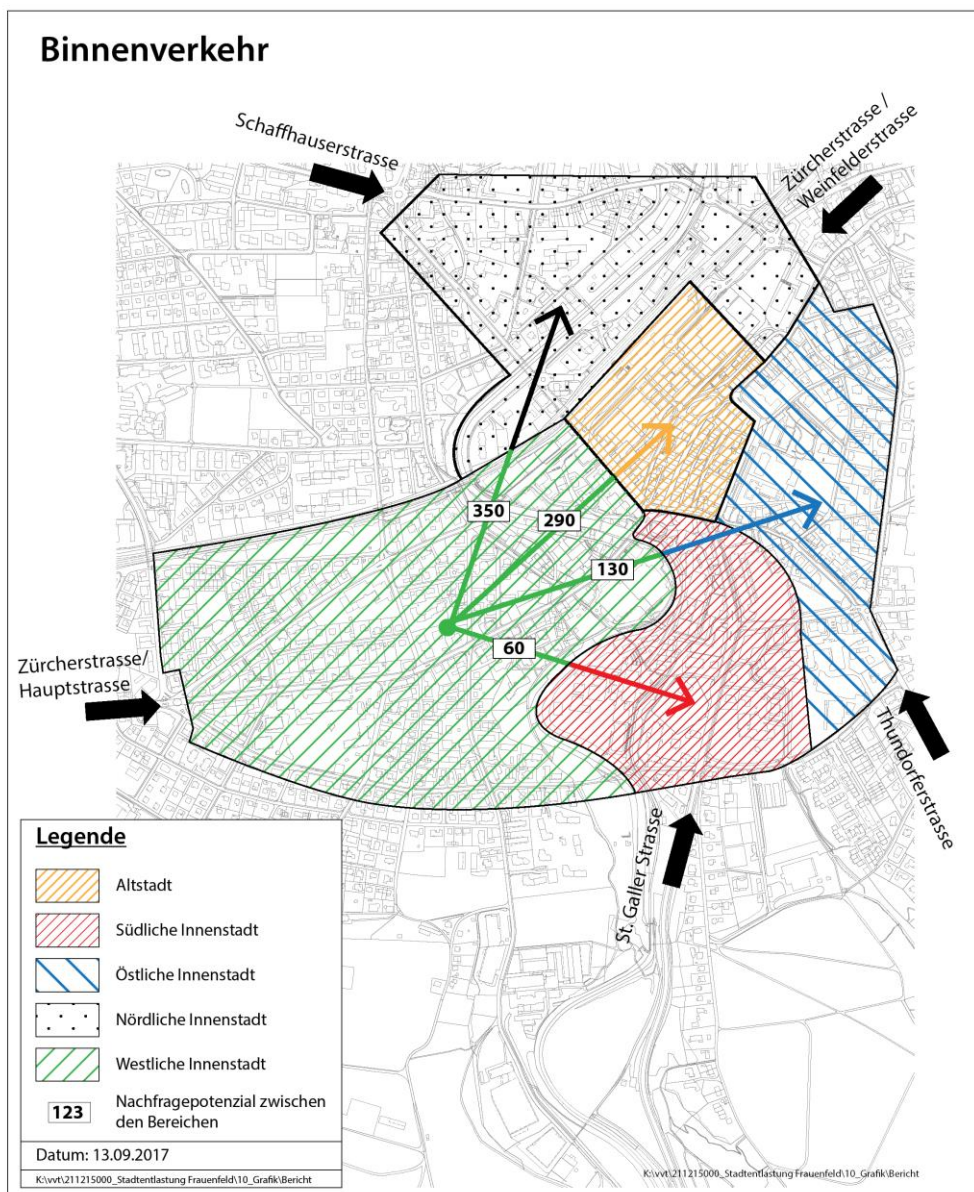 Binnenverkehr
Schaffhauserstrasse
Zürcherstrasse /
Weinfelderstrasse
350
290
130
60
Zürcherstrasse/
Hauptstrasse
Thundorferstrasse
St. Galler Strasse
Legende
Altstadt
Südliche Innenstadt
Östliche Innenstadt
Nördliche Innenstadt
Westliche Innenstadt
123
Nachfragepotenzial zwischen
den Bereichen
Datum: 13.09.2017
K:\vvt\211215000_Stadtentlastung Frauenfeld\10_Grafik\Bericht
K:\vvt\211215000_Stadtentlastung Frauenfeld\10_Grafik\Bericht